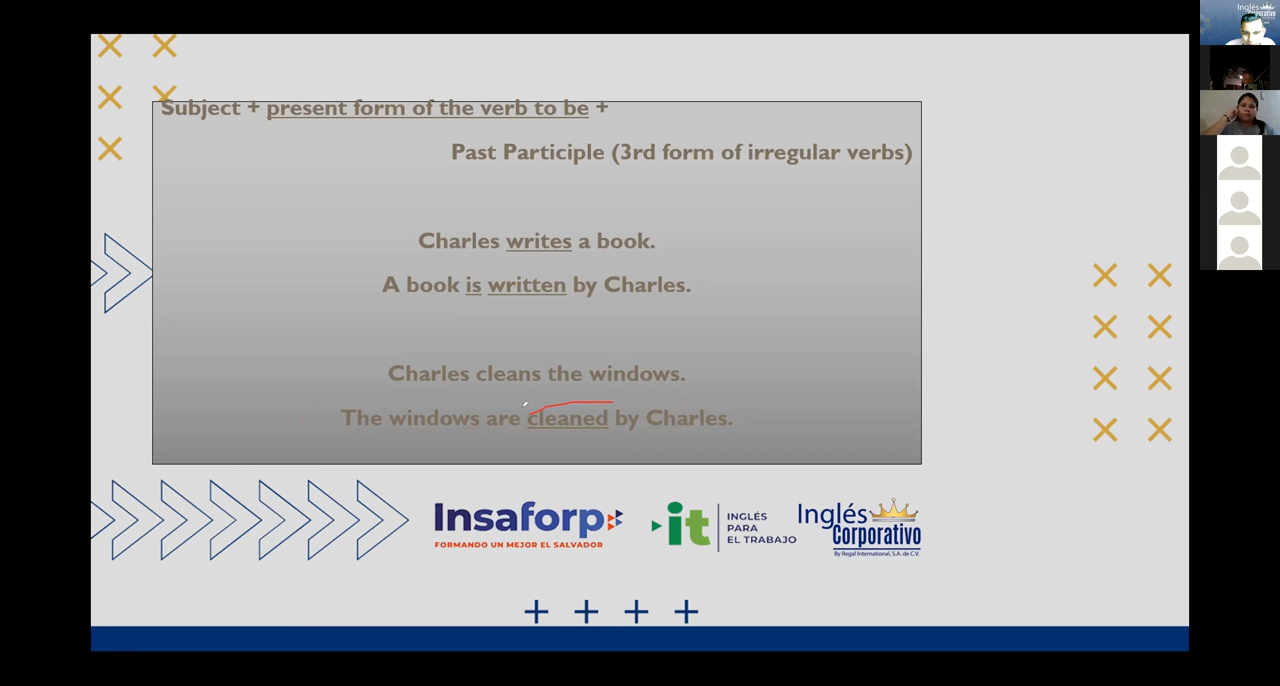 Subject + present form of the verb to be +
Past Participle (3rd form of irregular verbs)
Charles writes a book.
A book is written by Charles.
Charles cleans the windows.
The windows are cleaned by Charles.
Insaforp
FORMANDO UN MEJOR EL SALVADOR
it
INGLÉS
PARA
EL TRABAJO
Inglés
Corporativo
By Regal International, S.A. de C.V.
Inglés
Corporativo